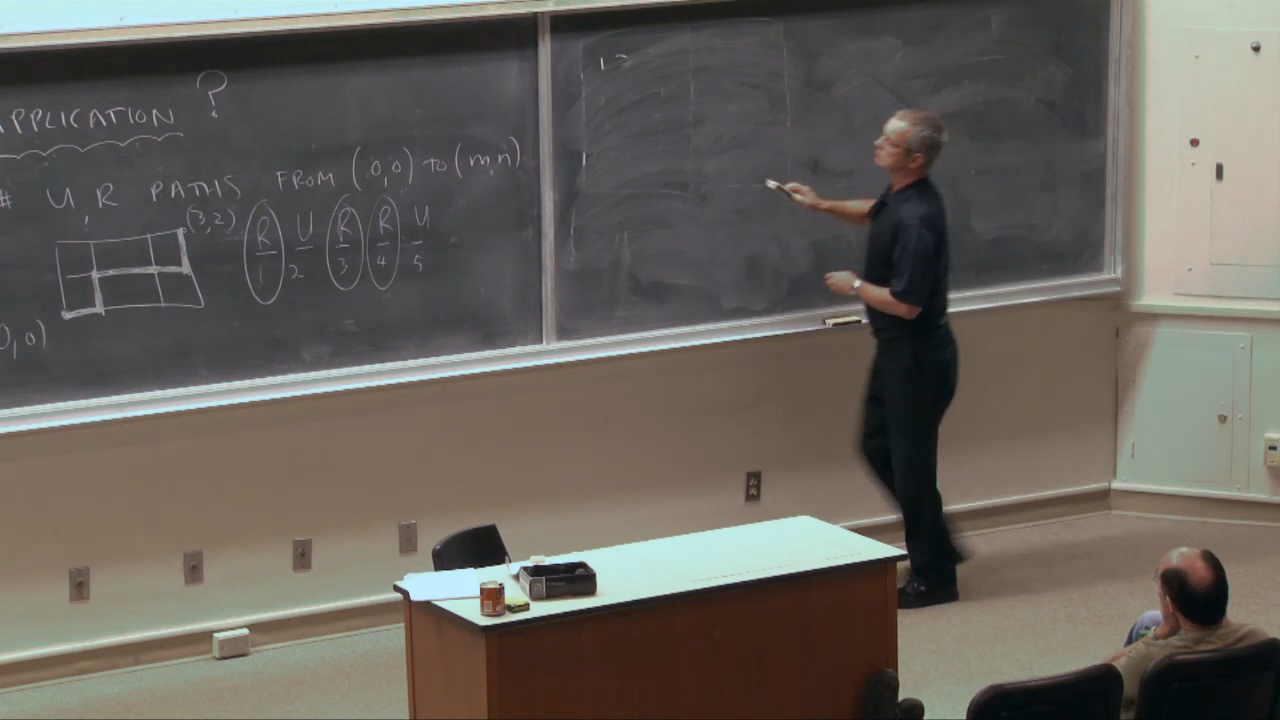 APPLICATION ?
# U, R PATHS FROM (0,0) TO (m,n)
(3,2) R U R R U
1 2 3 4 5
0,0)